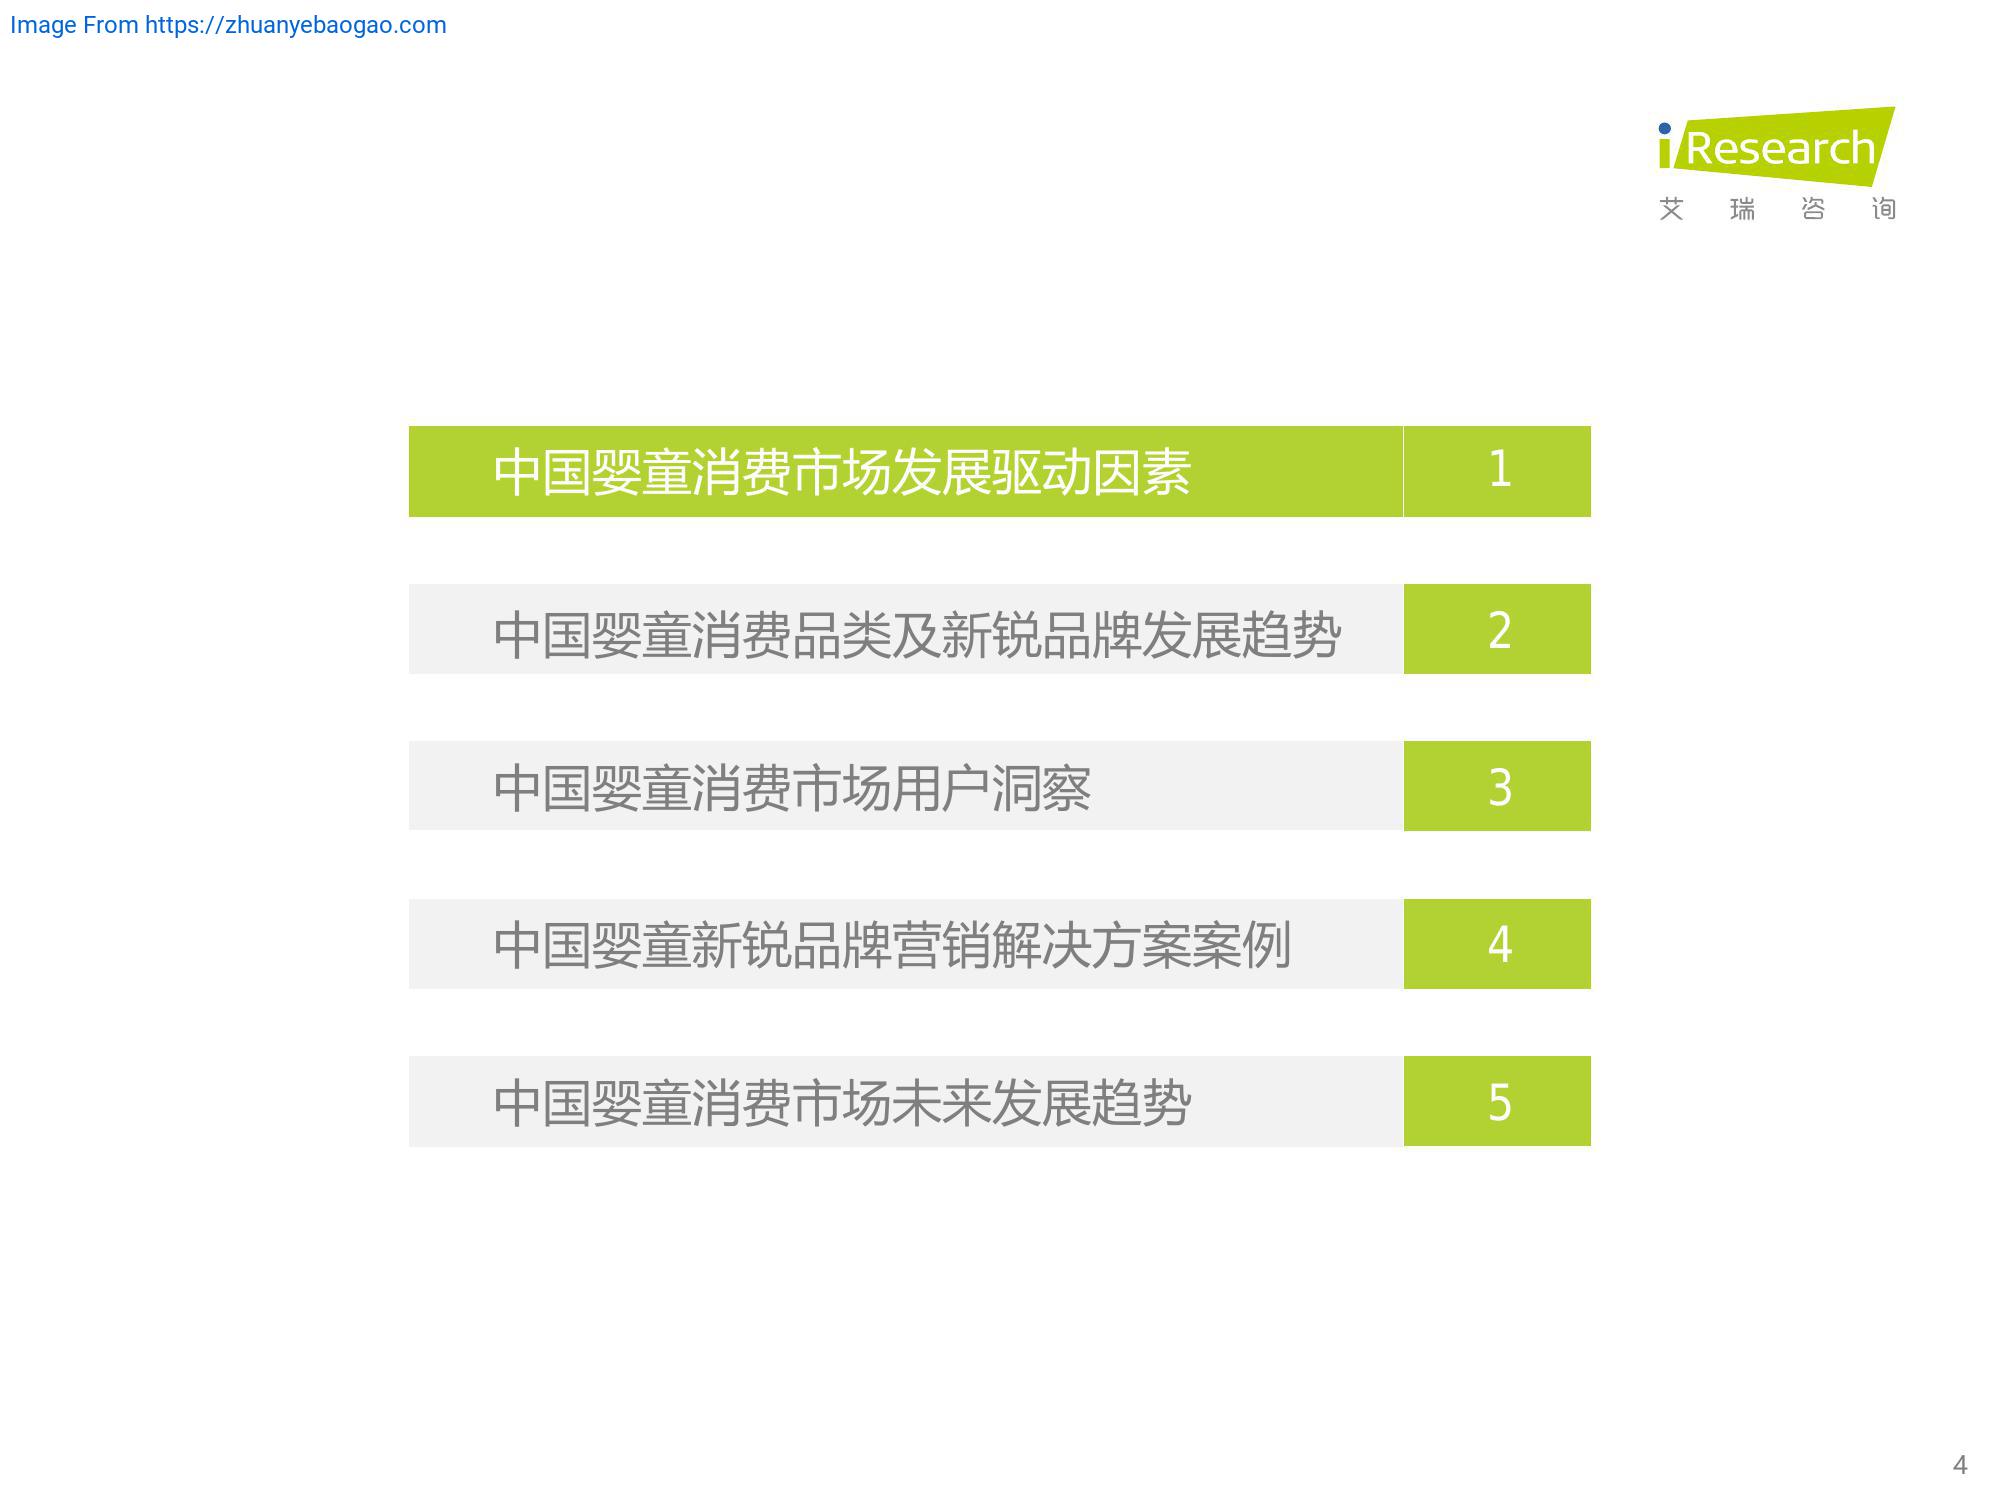 Image From https://zhuanyebaogao.com
iResearch
艾瑞咨询
中国婴童消费市场发展驱动因素 1
中国婴童消费品类及新锐品牌发展趋势 2
中国婴童消费市场用户洞察 3
中国婴童新锐品牌营销解决方案案例 4
中国婴童消费市场未来发展趋势 5
4